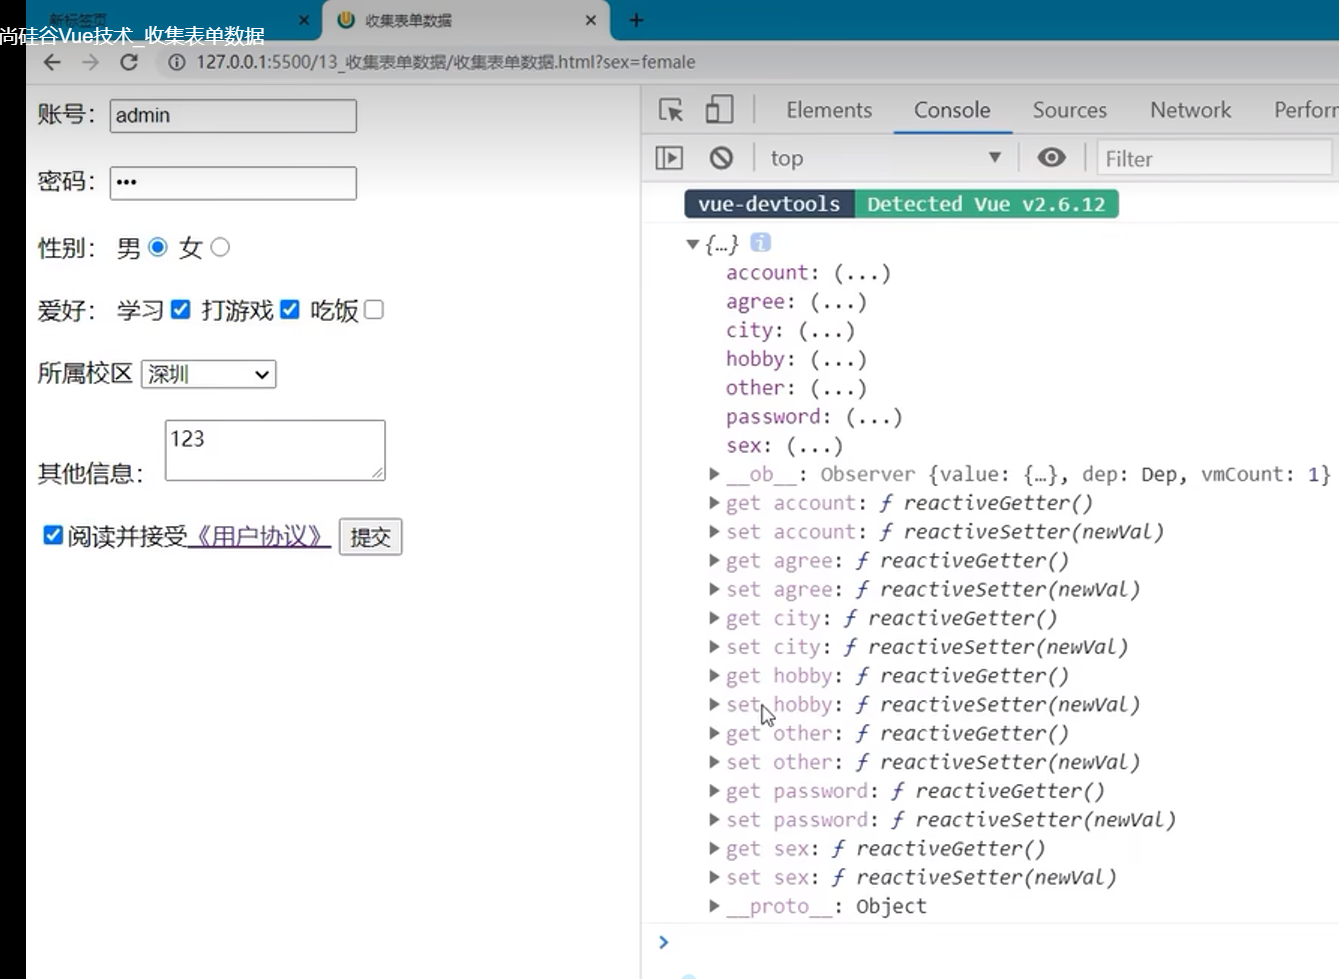 新标签页
收集表单数据
尚硅谷Vue技术_收集表单数据
127.0.0.1:5500/13_收集表单数据/收集表单数据.html?sex=female
账号： admin
密码： •••
性别： 男 女
爱好： 学习 打游戏 吃饭
所属校区 深圳
123
其他信息：
阅读并接受《用户协议》 提交
Elements Console Sources Network Perfor
top Filter
vue-devtools Detected Vue v2.6.12
{…} i
account: (...)
agree: (...)
city: (...)
hobby: (...)
other: (...)
password: (...)
sex: (...)
__ob__: Observer {value: {…}, dep: Dep, vmCount: 1}
get account: ƒ reactiveGetter()
set account: ƒ reactiveSetter(newVal)
get agree: ƒ reactiveGetter()
set agree: ƒ reactiveSetter(newVal)
get city: ƒ reactiveGetter()
set city: ƒ reactiveSetter(newVal)
get hobby: ƒ reactiveGetter()
set hobby: ƒ reactiveSetter(newVal)
get other: ƒ reactiveGetter()
set other: ƒ reactiveSetter(newVal)
get password: ƒ reactiveGetter()
set password: ƒ reactiveSetter(newVal)
get sex: ƒ reactiveGetter()
set sex: ƒ reactiveSetter(newVal)
__proto__: Object